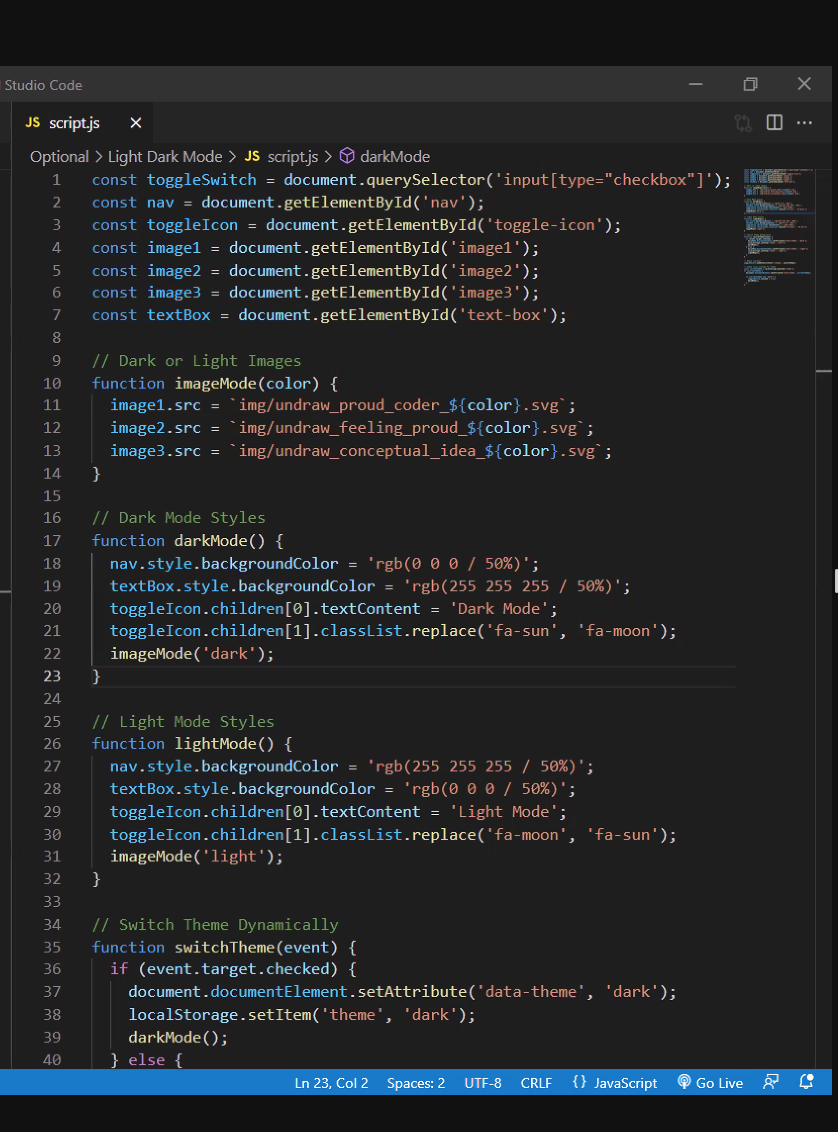 Studio Code
JS script.js
Optional > Light Dark Mode > JS script.js > darkMode
1 const toggleSwitch = document.querySelector('input[type="checkbox"]');
2 const nav = document.getElementById('nav');
3 const toggleIcon = document.getElementById('toggle-icon');
4 const image1 = document.getElementById('image1');
5 const image2 = document.getElementById('image2');
6 const image3 = document.getElementById('image3');
7 const textBox = document.getElementById('text-box');
8
9 // Dark or Light Images
10 function imageMode(color) {
11 image1.src = `img/undraw_proud_coder_${color}.svg`;
12 image2.src = `img/undraw_feeling_proud_${color}.svg`;
13 image3.src = `img/undraw_conceptual_idea_${color}.svg`;
14 }
15
16 // Dark Mode Styles
17 function darkMode() {
18 nav.style.backgroundColor = 'rgb(0 0 0 / 50%)';
19 textBox.style.backgroundColor = 'rgb(255 255 255 / 50%)';
20 toggleIcon.children[0].textContent = 'Dark Mode';
21 toggleIcon.children[1].classList.replace('fa-sun', 'fa-moon');
22 imageMode('dark');
23 }
24
25 // Light Mode Styles
26 function lightMode() {
27 nav.style.backgroundColor = 'rgb(255 255 255 / 50%)';
28 textBox.style.backgroundColor = 'rgb(0 0 0 / 50%)';
29 toggleIcon.children[0].textContent = 'Light Mode';
30 toggleIcon.children[1].classList.replace('fa-moon', 'fa-sun');
31 imageMode('light');
32 }
33
34 // Switch Theme Dynamically
35 function switchTheme(event) {
36 if (event.target.checked) {
37 document.documentElement.setAttribute('data-theme', 'dark');
38 localStorage.setItem('theme', 'dark');
39 darkMode();
40 } else {
Ln 23, Col 2 Spaces: 2 UTF-8 CRLF {} JavaScript Go Live